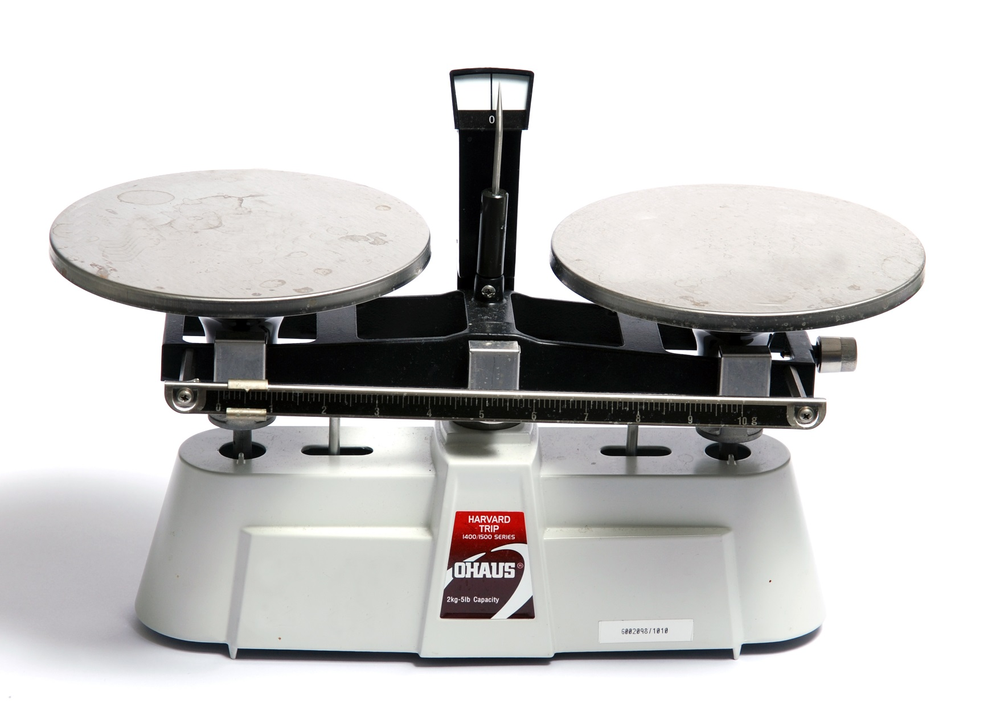 0
0 1 2 3 4 5 6 7 8 9 10 g
HARVARD
TRIP
1400/1500 SERIES
OHAUS®
2kg-5lb Capacity
6002098/1010